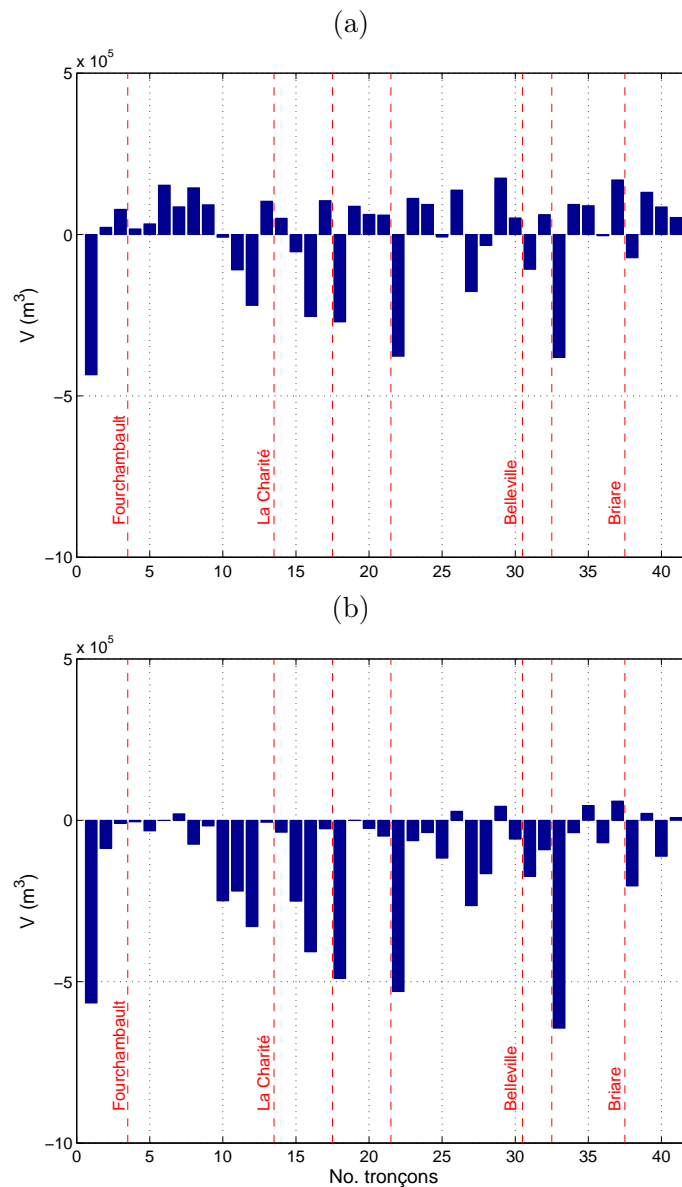 (a)
x 10^5
5
0
−5
−10
V (m^3)
Fourchambault
La Charité
Belleville
Briare
0 5 10 15 20 25 30 35 40
(b)
x 10^5
5
0
−5
−10
V (m^3)
Fourchambault
La Charité
Belleville
Briare
0 5 10 15 20 25 30 35 40
No. tronçons